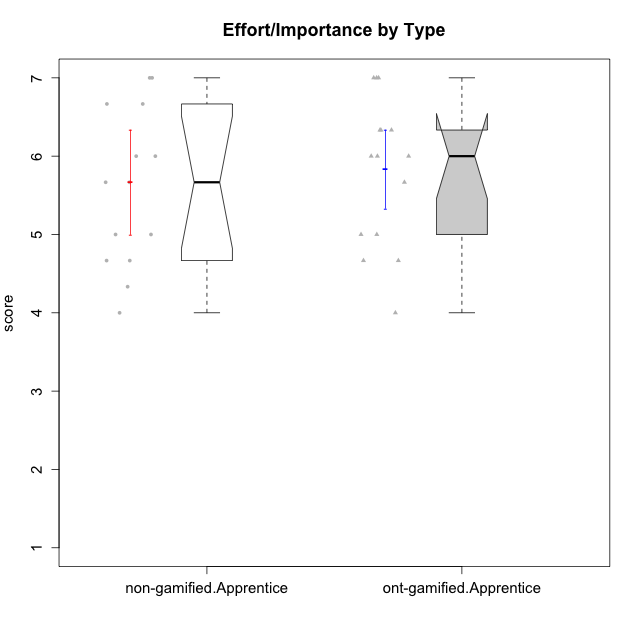 Effort/Importance by Type
7
6
5
4
3
2
1
score
non-gamified.Apprentice
ont-gamified.Apprentice